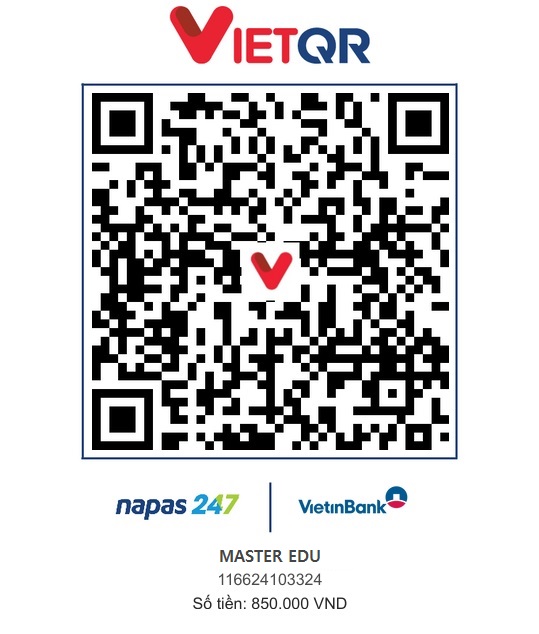 VIETQR
napas 247
VietinBank
MASTER EDU
116624103324
Số tiền: 850.000 VND